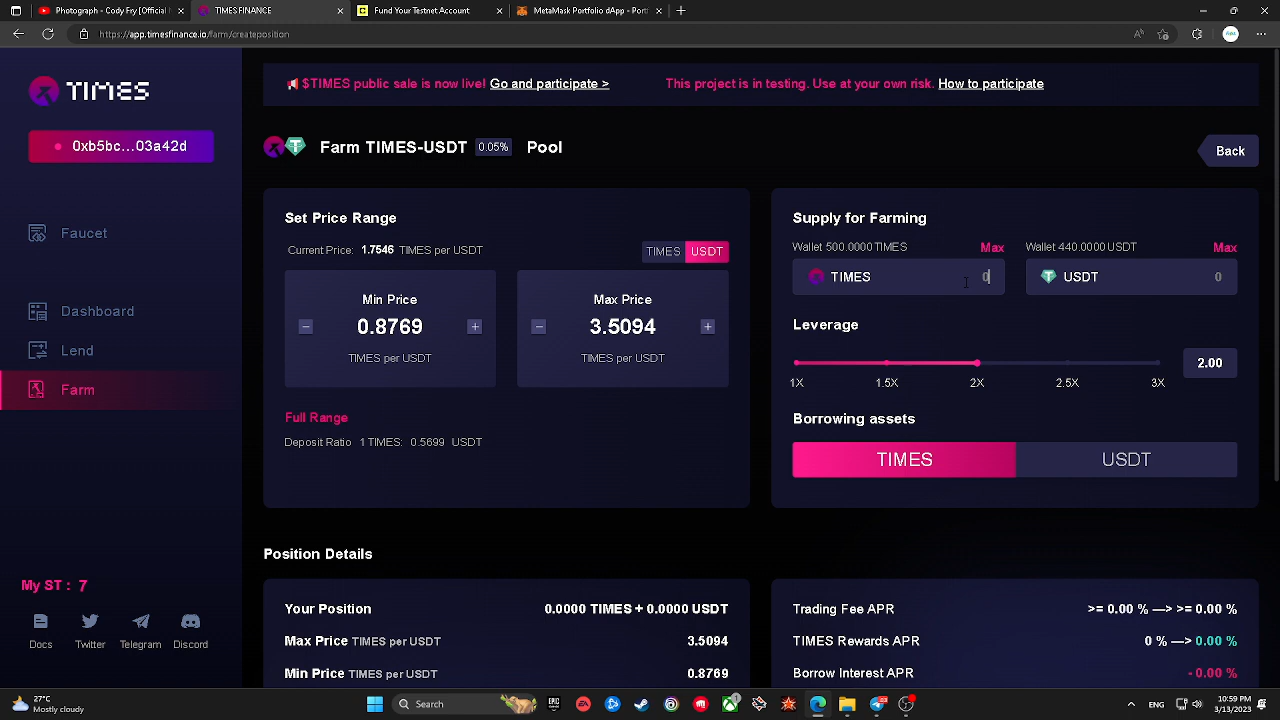 Photograph - Cody Fry [Official
TIMES FINANCE
Fund Your Testnet Account
MetaMask Portfolio dApp - Port
https://app.timesfinance.io/farm/createposition
TIMES
$TIMES public sale is now live! Go and participate >
This project is in testing. Use at your own risk. How to participate
0xb5bc...03a42d
Farm TIMES-USDT 0.05% Pool
Back
Faucet
Dashboard
Lend
Farm
Set Price Range
Current Price: 1.7546 TIMES per USDT
TIMES USDT
Min Price
0.8769
TIMES per USDT
Max Price
3.5094
TIMES per USDT
Full Range
Deposit Ratio 1 TIMES: 0.5699 USDT
Supply for Farming
Wallet 500.0000 TIMES Max
Wallet 440.0000 USDT Max
TIMES 0
USDT 0
Leverage
2.00
1X 1.5X 2X 2.5X 3X
Borrowing assets
TIMES USDT
Position Details
Your Position 0.0000 TIMES + 0.0000 USDT
Max Price TIMES per USDT 3.5094
Min Price TIMES per USDT 0.8769
Trading Fee APR >= 0.00 % —> >= 0.00 %
TIMES Rewards APR 0 % —> 0.00 %
Borrow Interest APR - 0.00 %
My ST : 7
Docs Twitter Telegram Discord
27°C
Mostly cloudy
Search
ENG
10:59 PM
3/13/2023